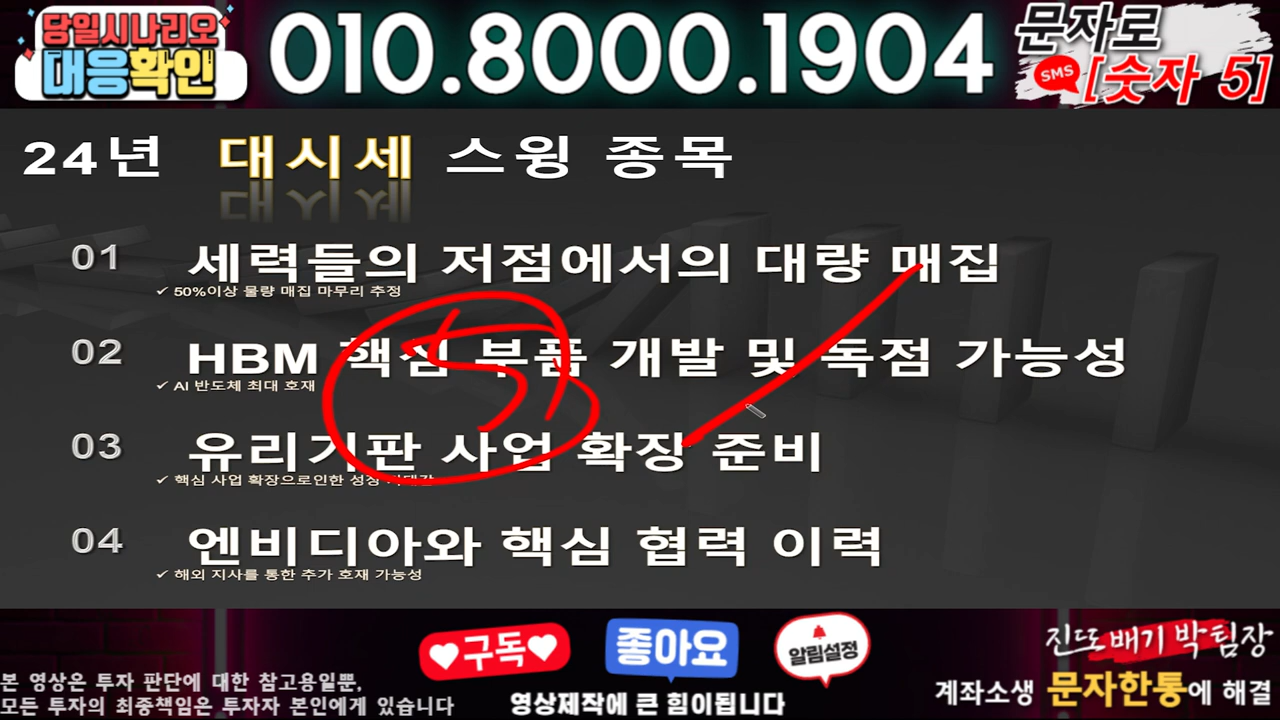 당일시나리오
대응확인
010.8000.1904
문자로
SMS [숫자 5]
24년 대시세 스윙 종목
01 세력들의 저점에서의 대량 매집
✓ 50%이상 물량 매집 마무리 추정
02 HBM 핵심 부품 개발 및 독점 가능성
✓ AI 반도체 최대 호재
03 유리기판 사업 확장 준비
✓ 핵심 사업 확장으로인한 성장 기대감
04 엔비디아와 핵심 협력 이력
✓ 해외 지사를 통한 추가 호재 가능성
5
구독
좋아요
알림설정
영상제작에 큰 힘이됩니다
본 영상은 투자 판단에 대한 참고용일뿐,
모든 투자의 최종책임은 투자자 본인에게 있습니다
진또배기 박팀장
계좌소생 문자한통에 해결